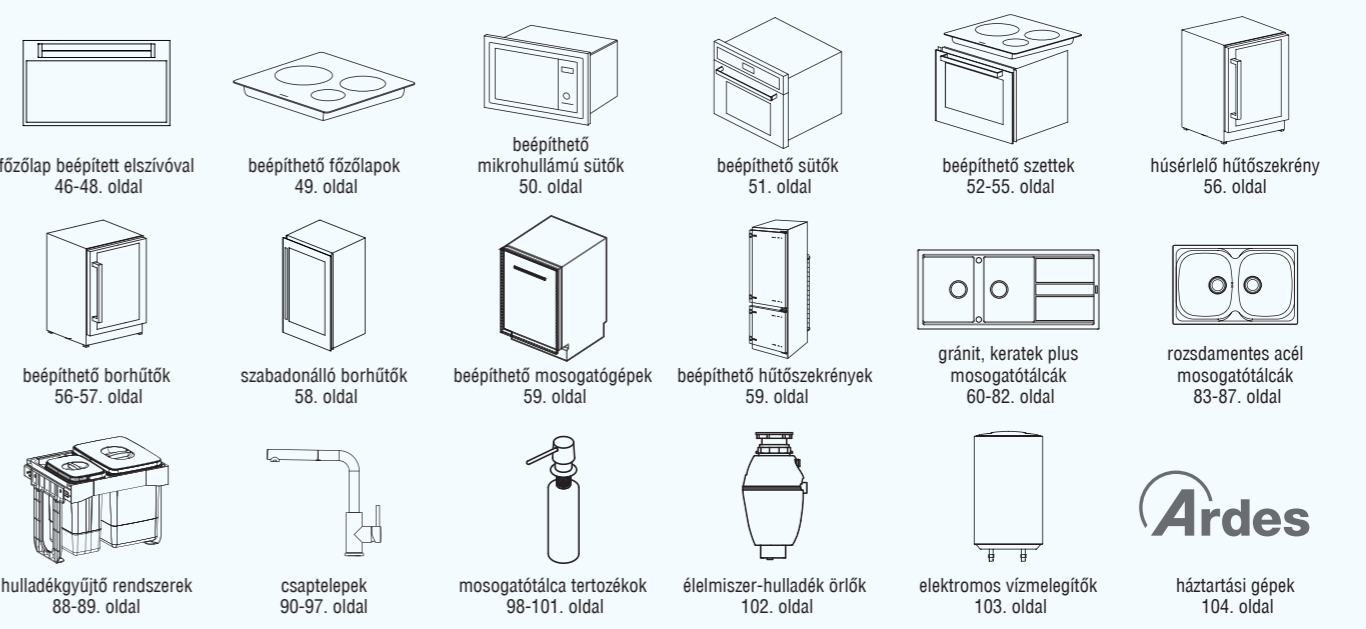 főzőlap beépített elszívóval
46-48. oldal
beépíthető főzőlapok
49. oldal
beépíthető
mikrohullámú sütők
50. oldal
beépíthető sütők
51. oldal
beépíthető szettek
52-55. oldal
húsérlelő hűtőszekrény
56. oldal
beépíthető borhűtők
56-57. oldal
szabadonálló borhűtők
58. oldal
beépíthető mosogatógépek
59. oldal
beépíthető hűtőszekrények
59. oldal
gránit, keratek plus
mosogatótálcák
60-82. oldal
rozsdamentes acél
mosogatótálcák
83-87. oldal
hulladékgyűjtő rendszerek
88-89. oldal
csaptelepek
90-97. oldal
mosogatótálca tertozékok
98-101. oldal
élelmiszer-hulladék örlők
102. oldal
elektromos vízmelegítők
103. oldal
Ardes
háztartási gépek
104. oldal